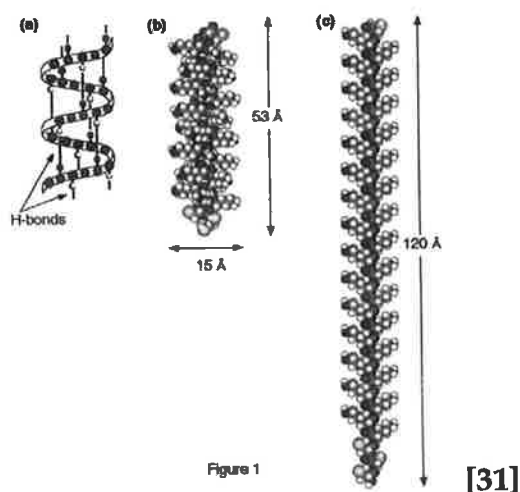 (a)
(b)
(c)
53 Å
H-bonds
15 Å
120 Å
Figure 1
[31]